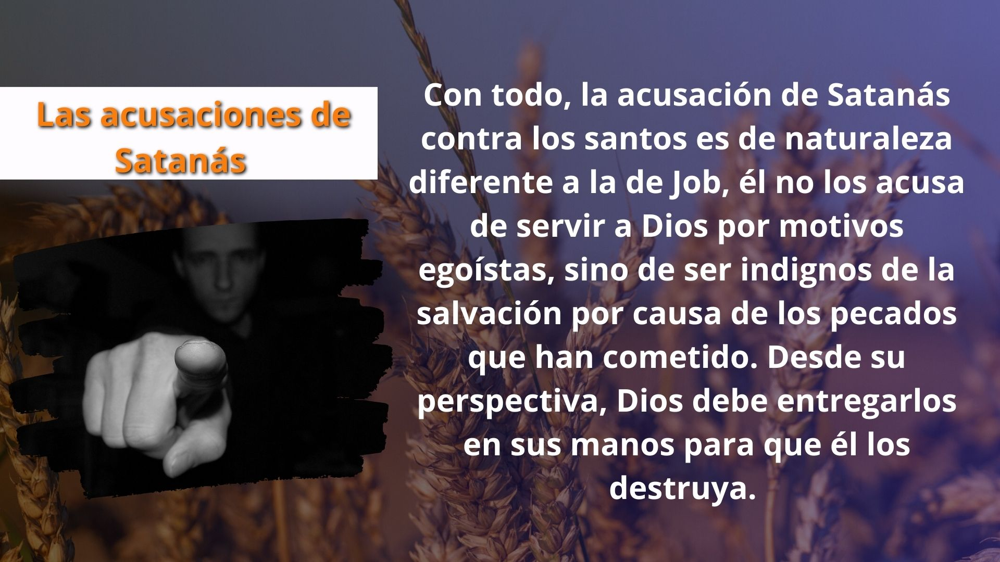 Las acusaciones de
Satanás
Con todo, la acusación de Satanás
contra los santos es de naturaleza
diferente a la de Job, él no los acusa
de servir a Dios por motivos
egoístas, sino de ser indignos de la
salvación por causa de los pecados
que han cometido. Desde su
perspectiva, Dios debe entregarlos
en sus manos para que él los
destruya.